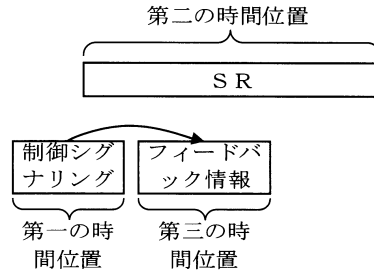 第二の時間位置
ＳＲ
制御シグ
ナリング
フィードバ
ック情報
第一の時
間位置
第三の時
間位置